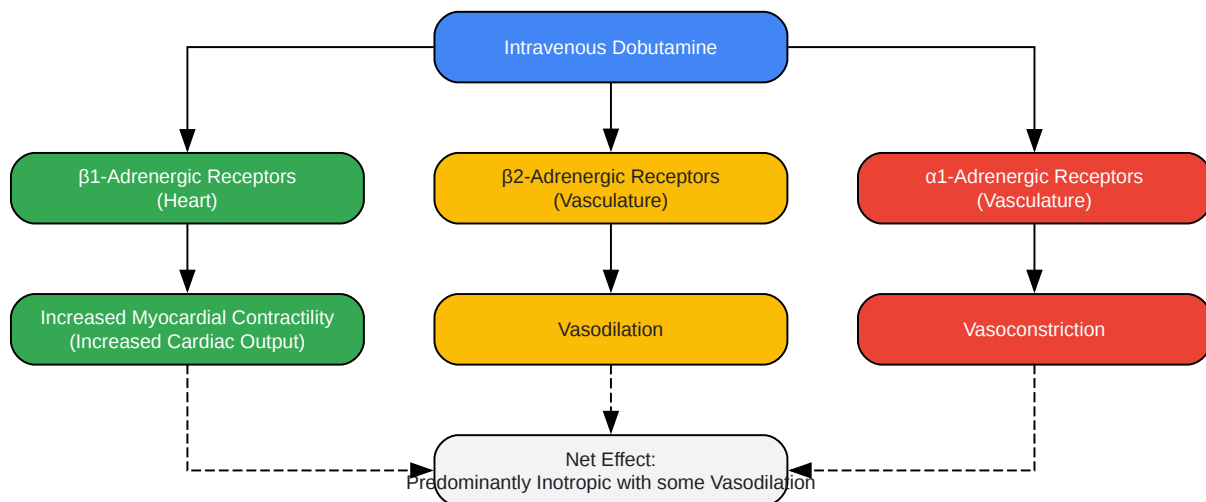 Intravenous Dobutamine
β1-Adrenergic Receptors
(Heart)
β2-Adrenergic Receptors
(Vasculature)
α1-Adrenergic Receptors
(Vasculature)
Increased Myocardial Contractility
(Increased Cardiac Output)
Vasodilation
Vasoconstriction
Net Effect:
Predominantly Inotropic with some Vasodilation